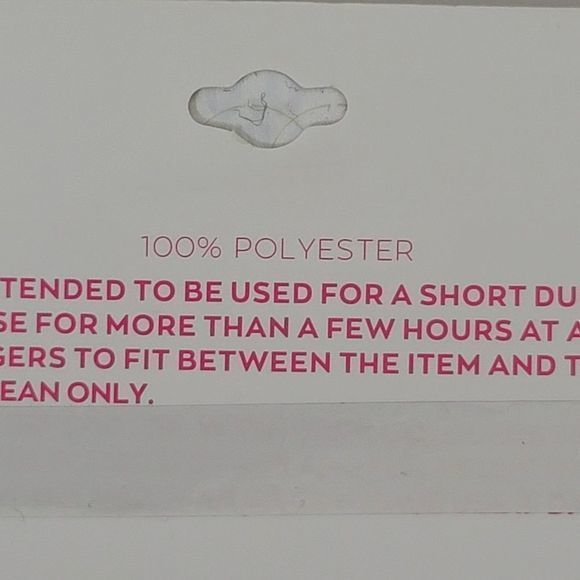 100% POLYESTER
TENDED TO BE USED FOR A SHORT DU
SE FOR MORE THAN A FEW HOURS AT A
GERS TO FIT BETWEEN THE ITEM AND T
EAN ONLY.